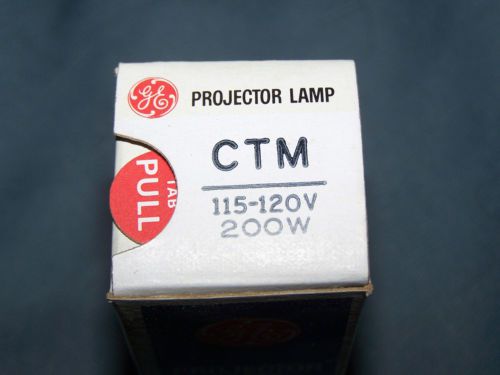 GE PROJECTOR LAMP
CTM
115-120V
200W
PULL
TAB